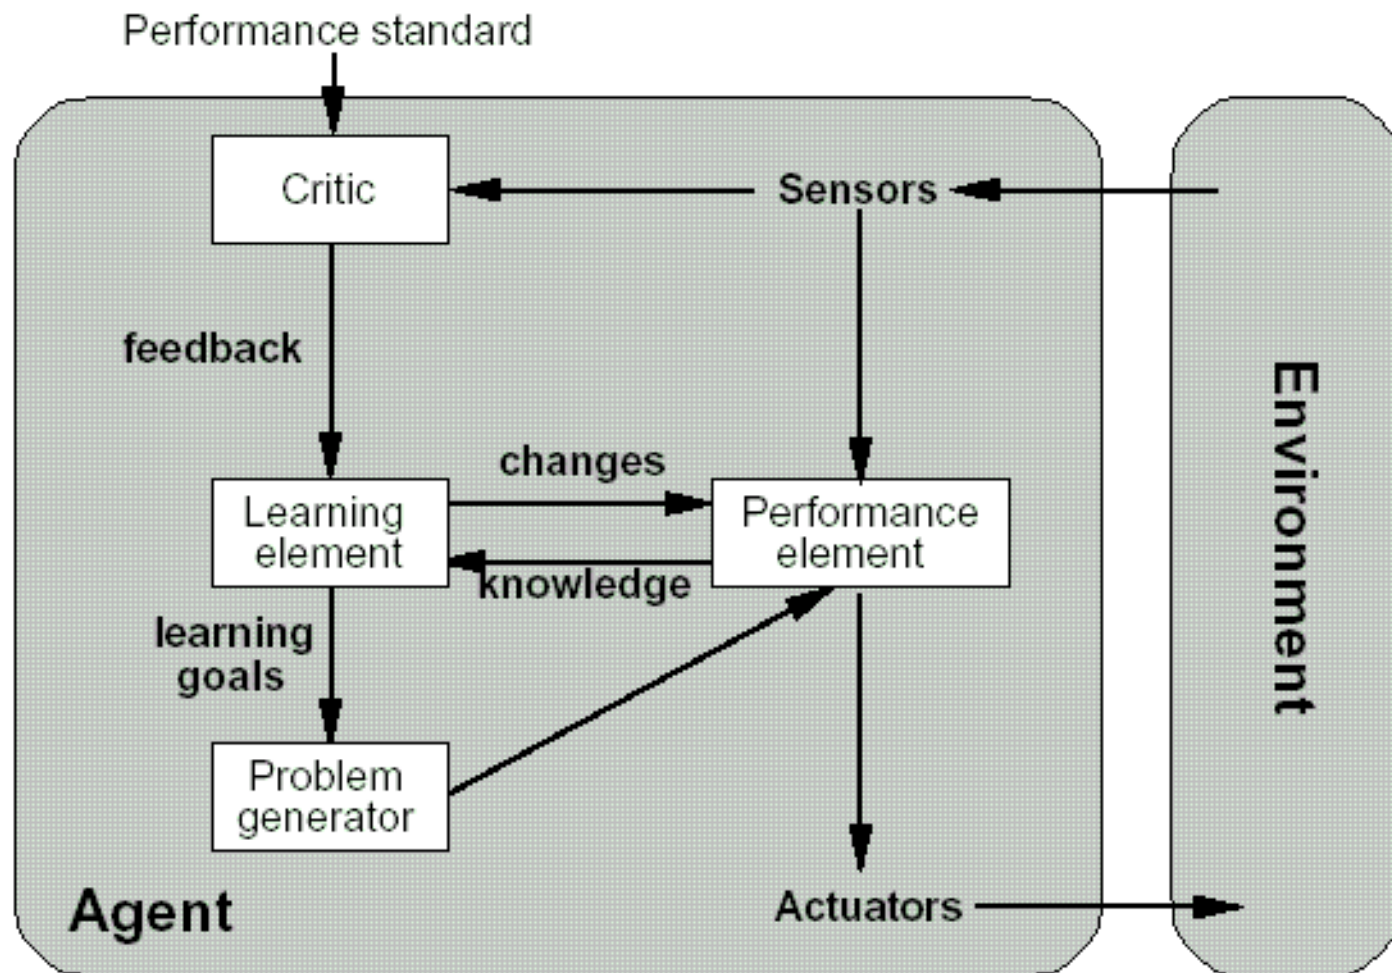 Performance standard
Critic
Sensors
feedback
changes
Learning
element
Performance
element
knowledge
learning
goals
Problem
generator
Agent
Actuators
Environment